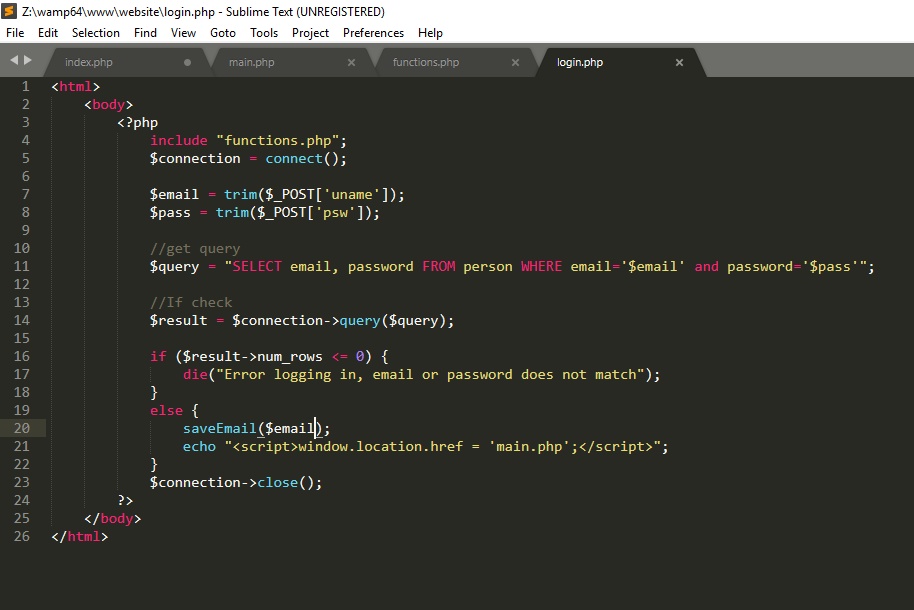 Z:\wamp64\www\website\login.php - Sublime Text (UNREGISTERED)
File Edit Selection Find View Goto Tools Project Preferences Help
index.php main.php functions.php login.php
1 <html>
2 <body>
3 <?php
4 include "functions.php";
5 $connection = connect();
6
7 $email = trim($_POST['uname']);
8 $pass = trim($_POST['psw']);
9
10 //get query
11 $query = "SELECT email, password FROM person WHERE email='$email' and password='$pass'";
12
13 //If check
14 $result = $connection->query($query);
15
16 if ($result->num_rows <= 0) {
17 die("Error logging in, email or password does not match");
18 }
19 else {
20 saveEmail($email);
21 echo "<script>window.location.href = 'main.php';</script>";
22 }
23 $connection->close();
24 ?>
25 </body>
26 </html>